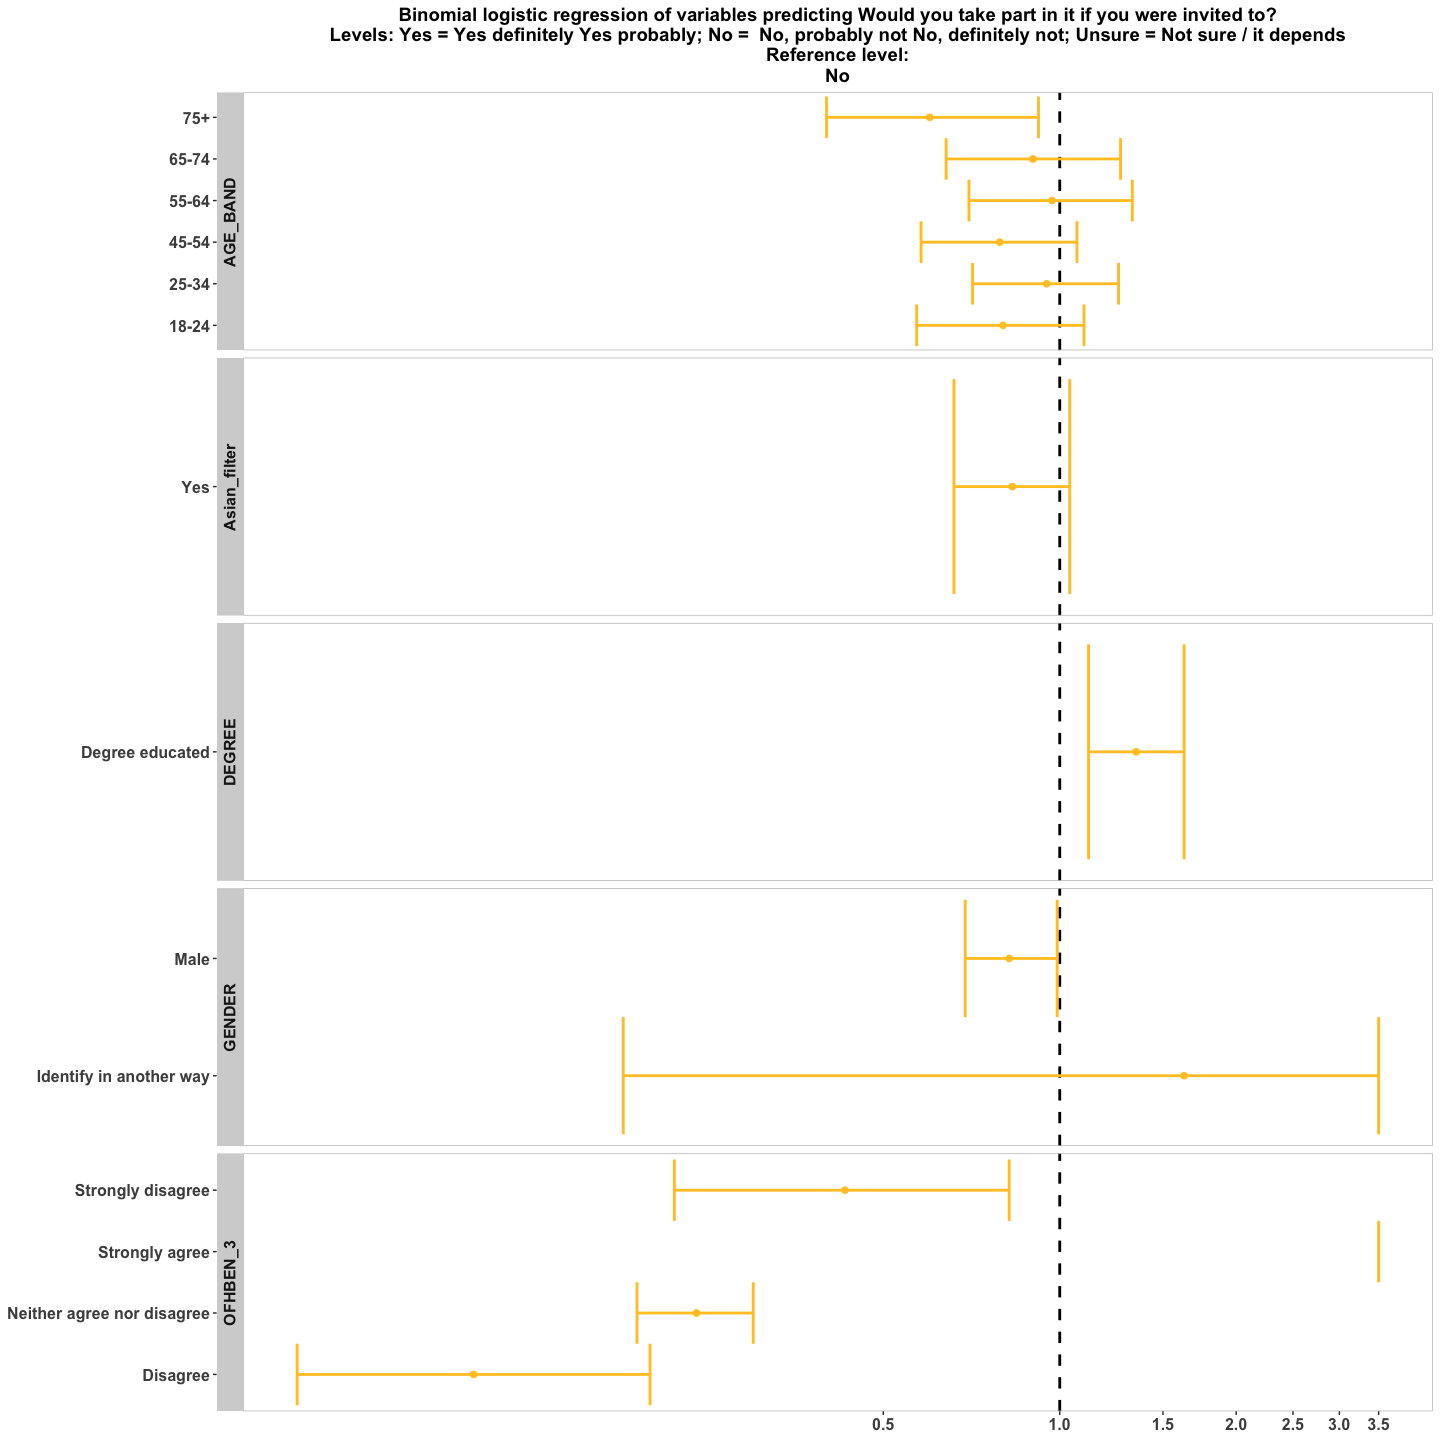 Binomial logistic regression of variables predicting Would you take part in it if you were invited to?
Levels: Yes = Yes definitely Yes probably; No =  No, probably not No, definitely not; Unsure = Not sure / it depends
Reference level:
No
AGE_BAND
75+
65-74
55-64
45-54
25-34
18-24
Asian_filter
Yes
DEGREE
Degree educated
GENDER
Male
Identify in another way
OFHBEN_3
Strongly disagree
Strongly agree
Neither agree nor disagree
Disagree
0.5 1.0 1.5 2.0 2.5 3.0 3.5